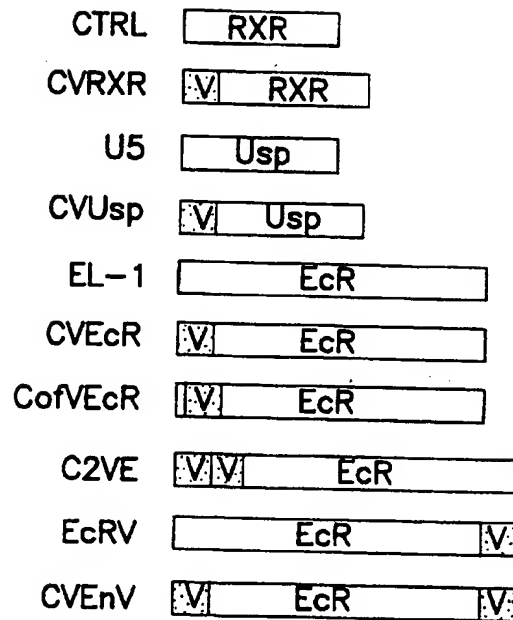 CTRL RXR
CVRXR V RXR
U5 Usp
CVUsp V Usp
EL-1 EcR
CVEcR V EcR
CofVEcR V EcR
C2VE V V EcR
EcRV EcR V
CVEnV V EcR V